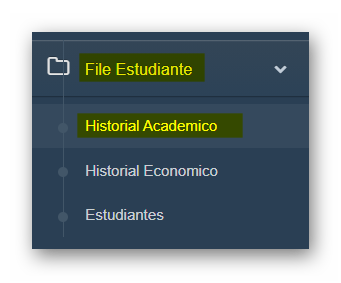 File Estudiante
Historial Academico
Historial Economico
Estudiantes